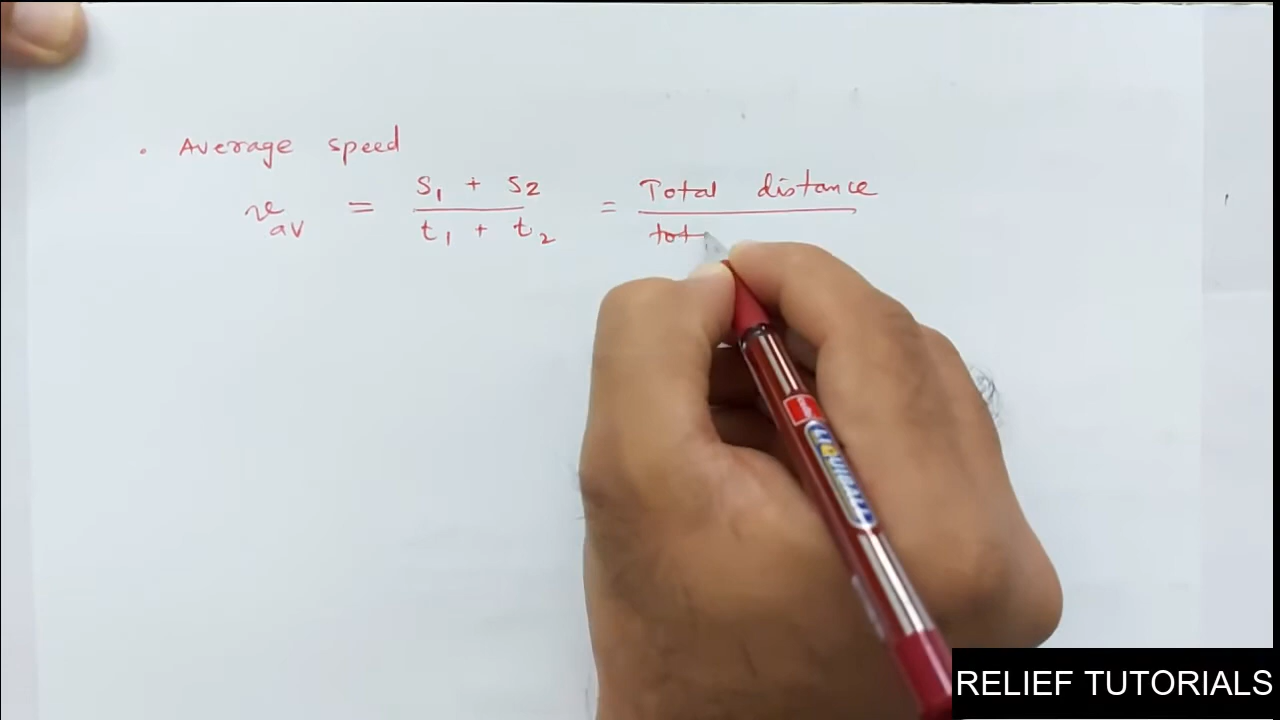 . Average speed
v_av = S1 + S2 / t1 + t2 = Total distance / tot
RELIEF TUTORIALS